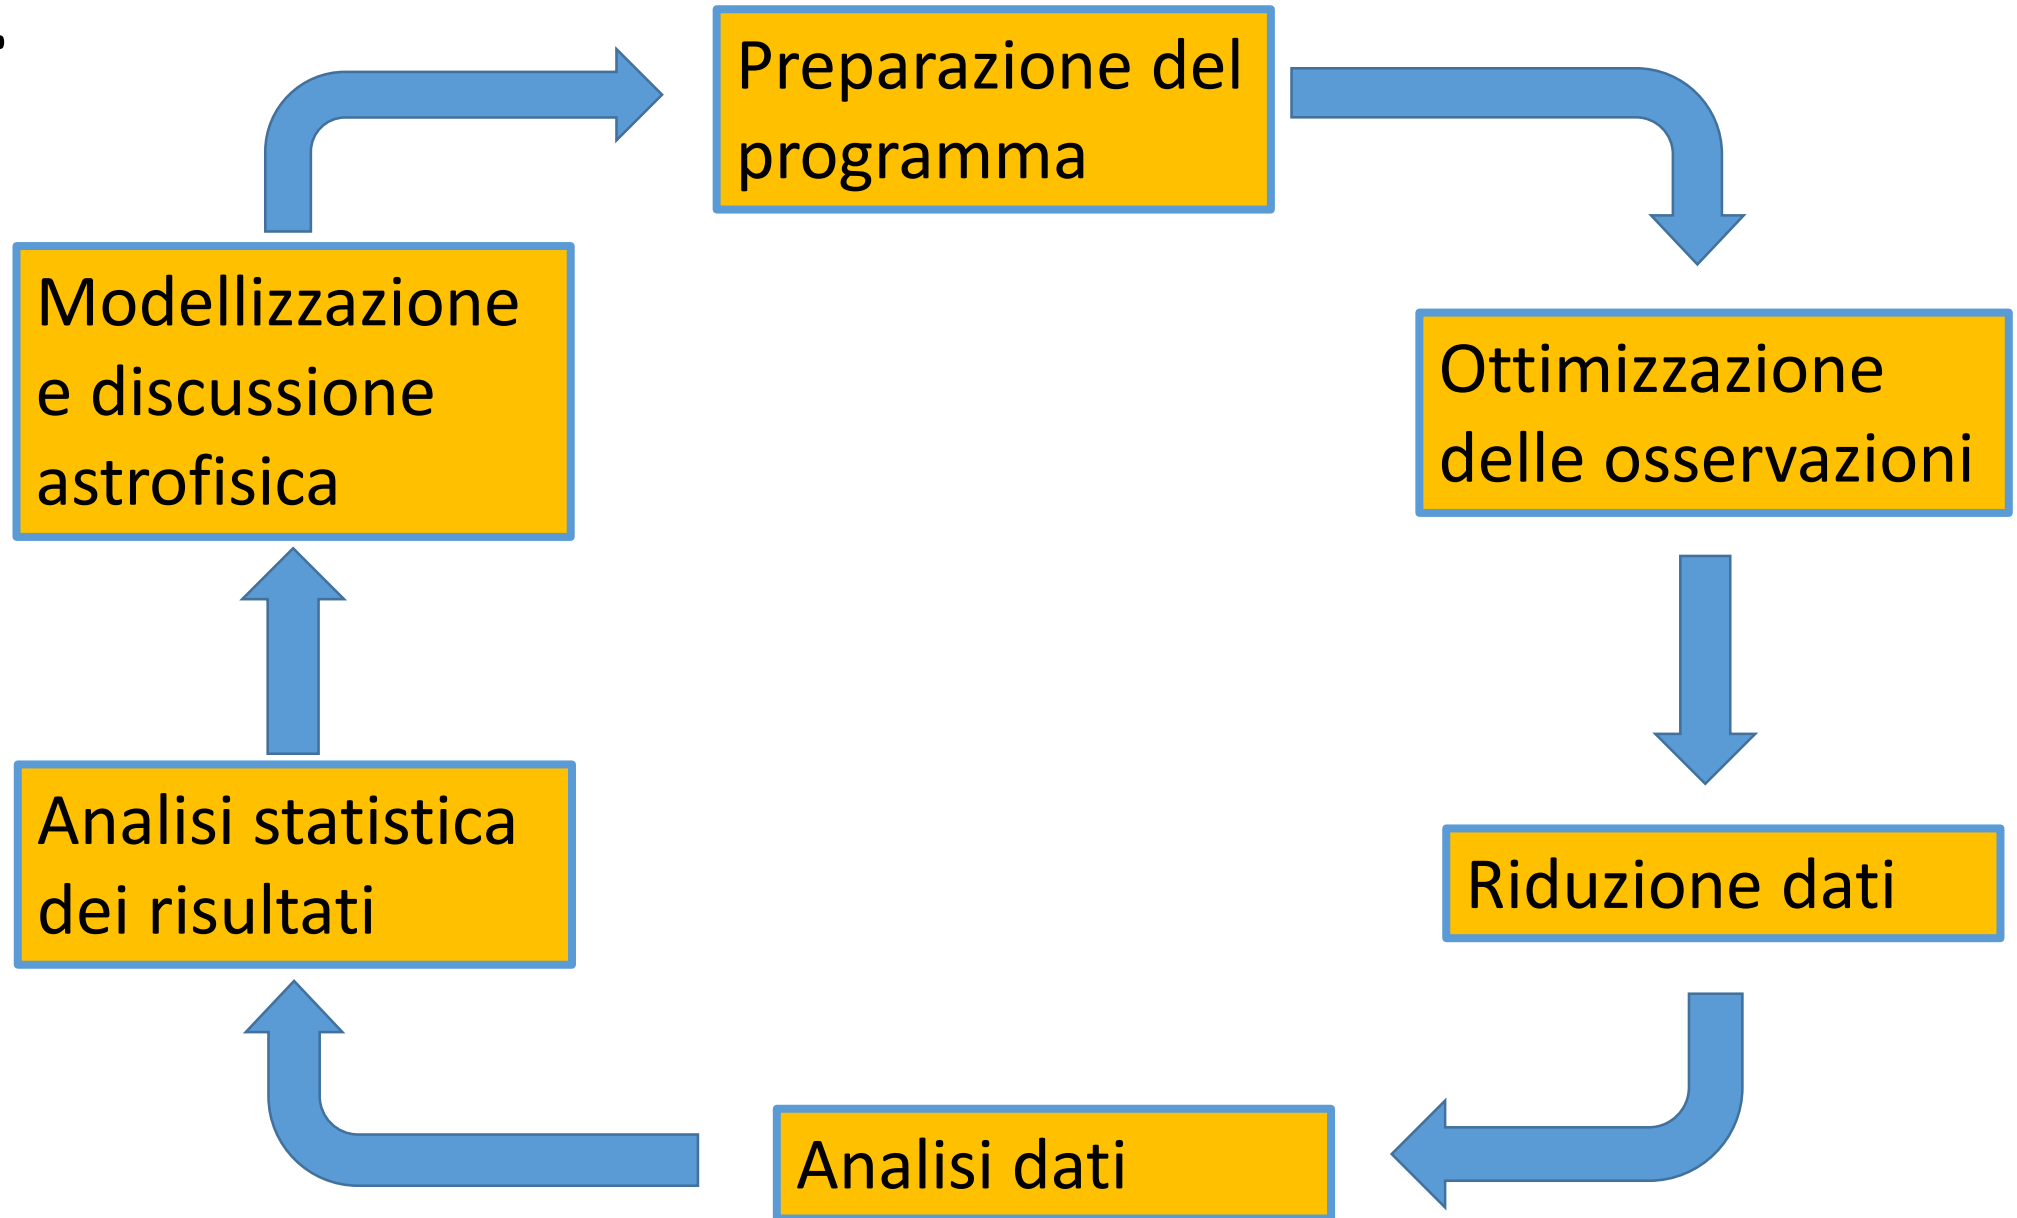 Preparazione del
programma
Ottimizzazione
delle osservazioni
Riduzione dati
Analisi dati
Analisi statistica
dei risultati
Modellizzazione
e discussione
astrofisica